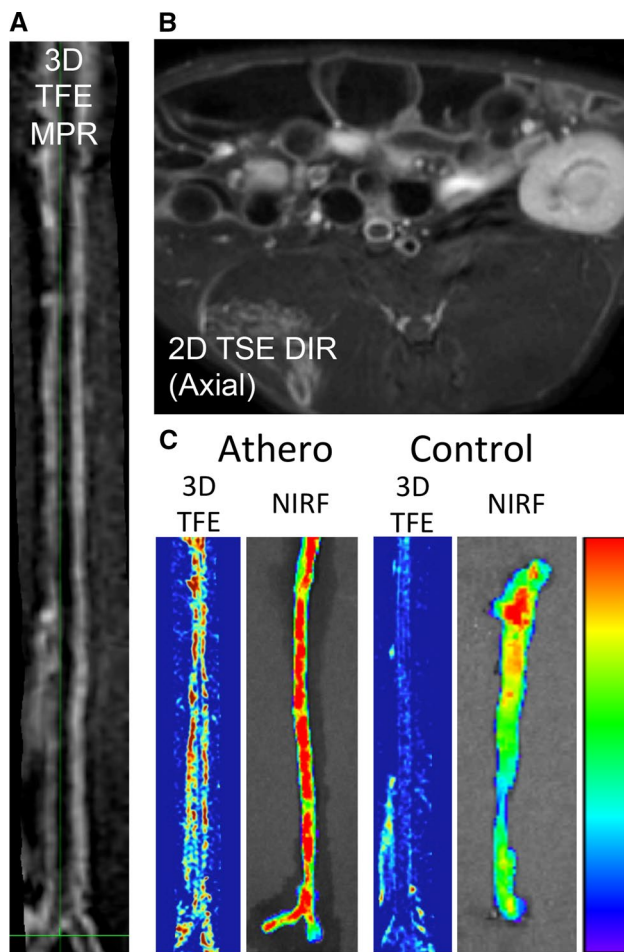 A
3D
TFE
MPR
B
2D TSE DIR
(Axial)
C
Athero
Control
3D
TFE
NIRF
3D
TFE
NIRF